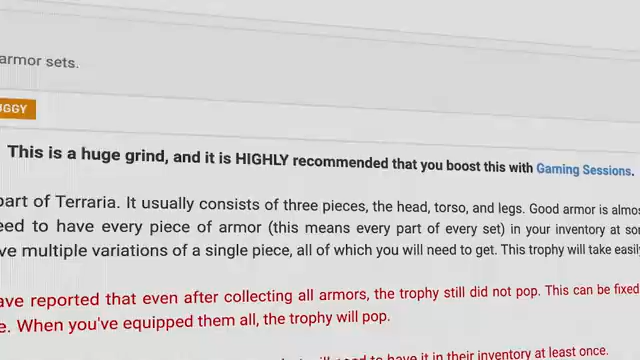 armor sets.
UGGY
This is a huge grind, and it is HIGHLY recommended that you boost this with Gaming Sessions.
part of Terraria. It usually consists of three pieces, the head, torso, and legs. Good armor is almos
eed to have every piece of armor (this means every part of every set) in your inventory at so
ve multiple variations of a single piece, all of which you will need to get. This trophy will take easily
ave reported that even after collecting all armors, the trophy still did not pop. This can be fixed
e. When you've equipped them all, the trophy will pop.
to have it in their inventory at least once.